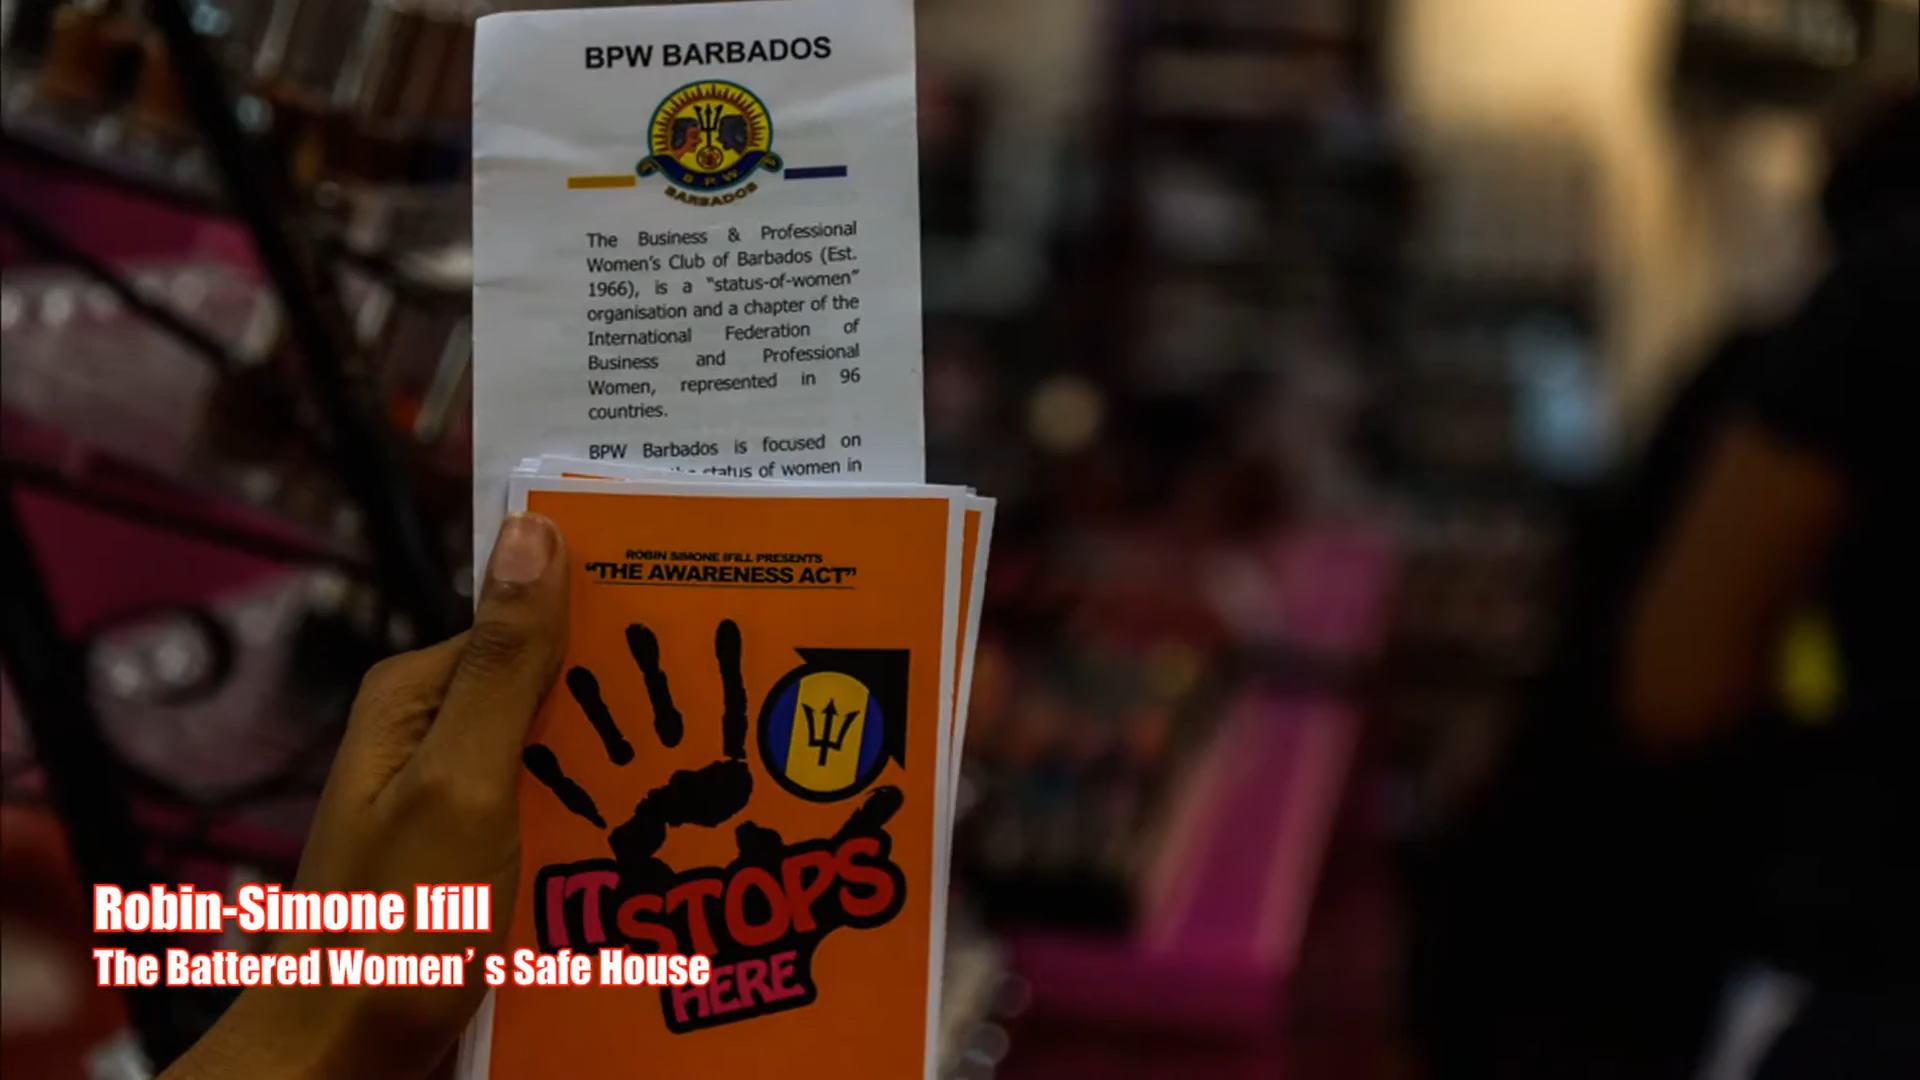 BPW BARBADOS
B.P.W.
BARBADOS
The Business & Professional
Women's Club of Barbados (Est.
1966), is a "status-of-women"
organisation and a chapter of the
International Federation of
Business and Professional
Women, represented in 96
countries.
BPW Barbados is focused on
status of women in
ROBIN SIMONE IFILL PRESENTS
"THE AWARENESS ACT"
IT STOPS
HERE
Robin-Simone Ifill
The Battered Women's Safe House